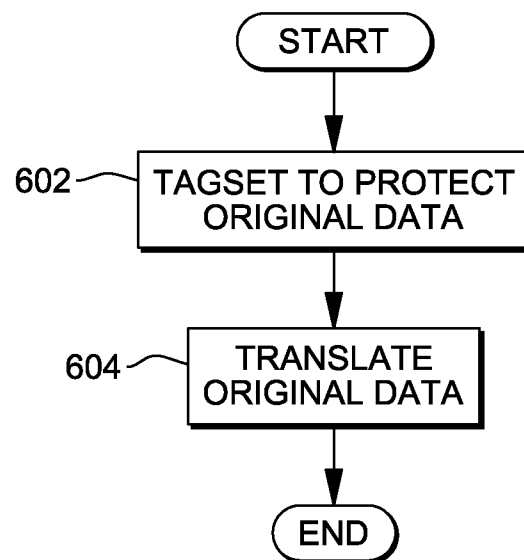 START
602
TAGSET TO PROTECT
ORIGINAL DATA
604
TRANSLATE
ORIGINAL DATA
END